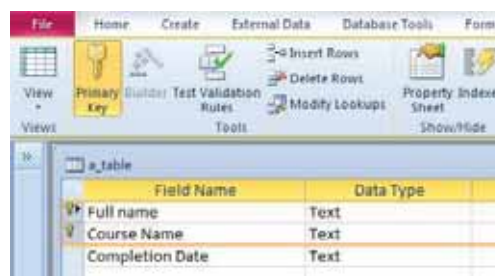 File Home Create External Data Database Tools Form
View
Primary Key
Builder
Test Validation Rules
Insert Rows
Delete Rows
Modify Lookups
Property Sheet
Indexe
Views Tools Show/Hide
a_table
Field Name Data Type
Full name Text
Course Name Text
Completion Date Text